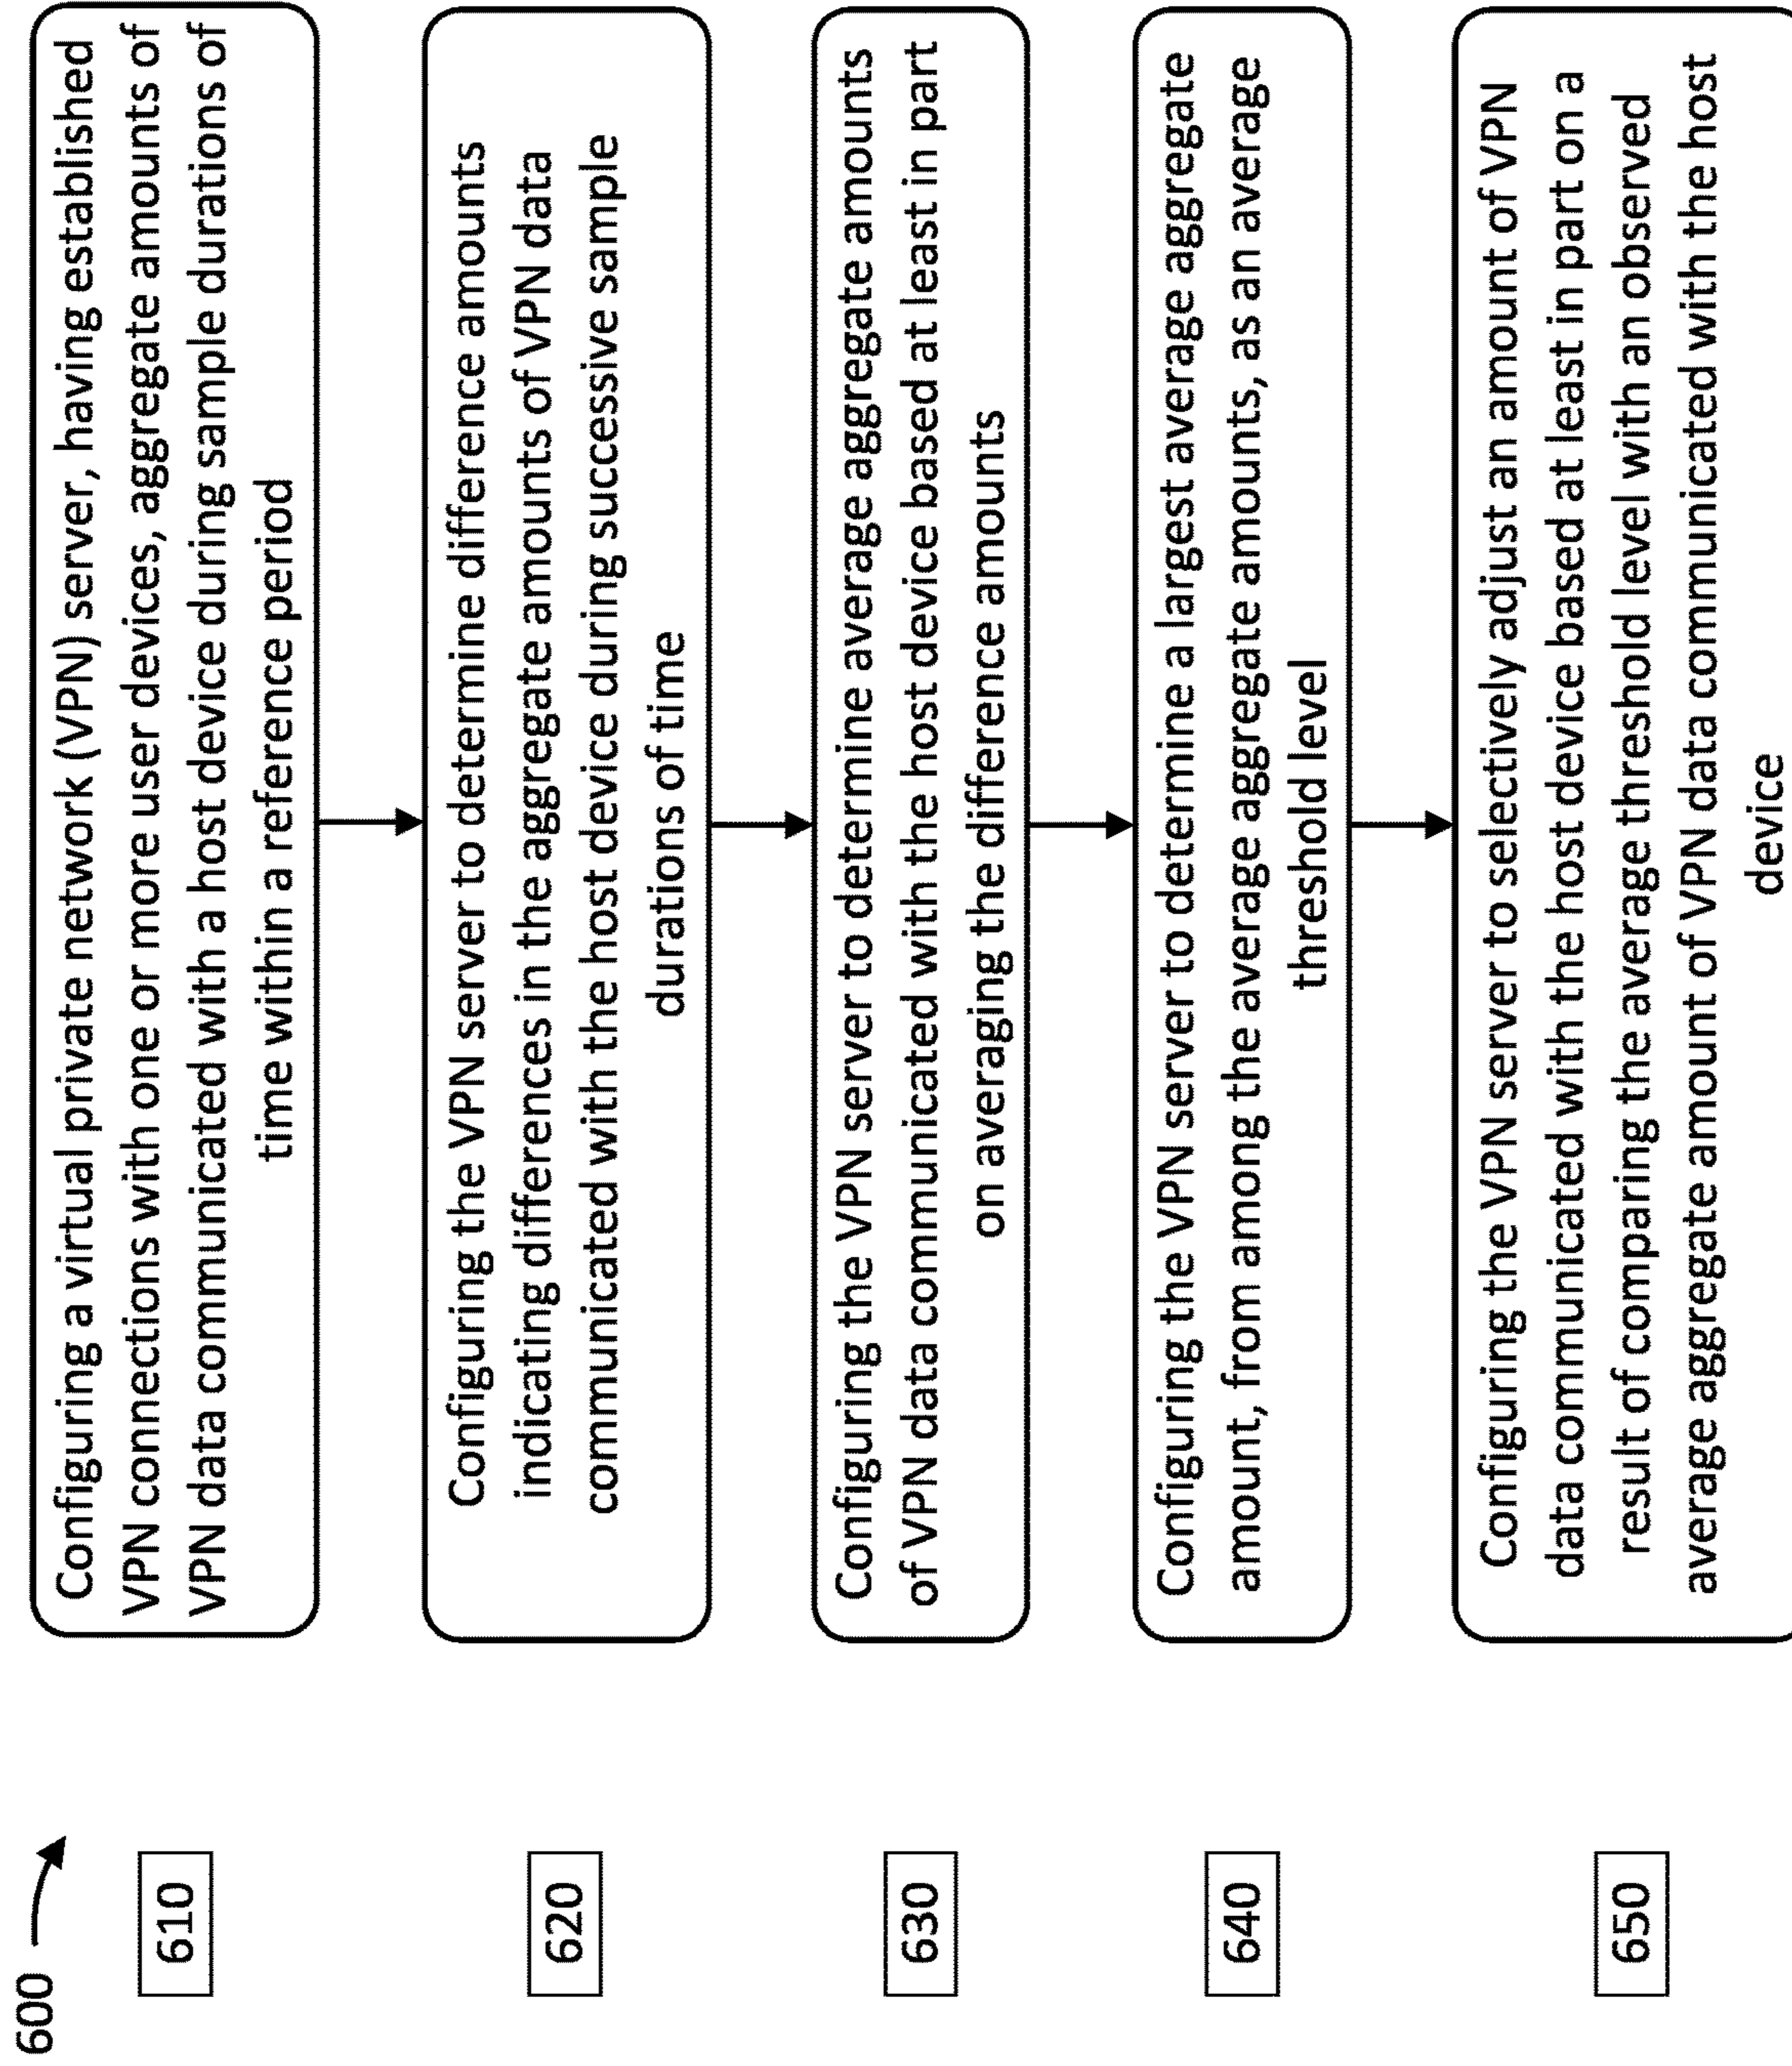 600
610
Configuring a virtual private network (VPN) server, having established
VPN connections with one or more user devices, aggregate amounts of
VPN data communicated with a host device during sample durations of
time within a reference period
620
Configuring the VPN server to determine difference amounts
indicating differences in the aggregate amounts of VPN data
communicated with the host device during successive sample
durations of time
630
Configuring the VPN server to determine average aggregate amounts
of VPN data communicated with the host device based at least in part
on averaging the difference amounts
640
Configuring the VPN server to determine a largest average aggregate
amount, from among the average aggregate amounts, as an average
threshold level
650
Configuring the VPN server to selectively adjust an amount of VPN
data communicated with the host device based at least in part on a
result of comparing the average threshold level with an observed
average aggregate amount of VPN data communicated with the host
device